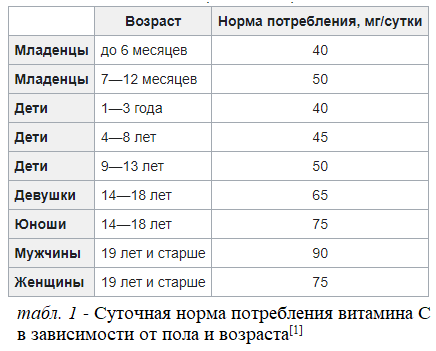 Возраст Норма потребления, мг/сутки
Младенцы до 6 месяцев 40
Младенцы 7—12 месяцев 50
Дети 1—3 года 40
Дети 4—8 лет 45
Дети 9—13 лет 50
Девушки 14—18 лет 65
Юноши 14—18 лет 75
Мужчины 19 лет и старше 90
Женщины 19 лет и старше 75
табл. 1 - Суточная норма потребления витамина С
в зависимости от пола и возраста[1]